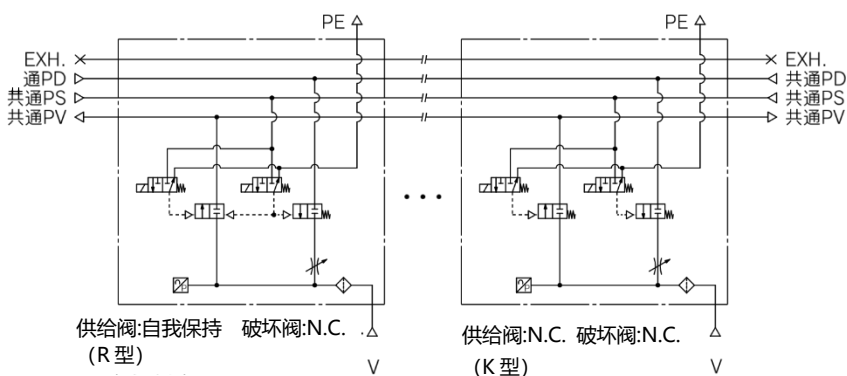 PE PE
EXH. EXH.
通PD 共通PD
共通PS 共通PS
共通PV 共通PV
供给阀:自我保持 破坏阀:N.C.
（R 型）
V
供给阀:N.C. 破坏阀:N.C.
（K 型）
V